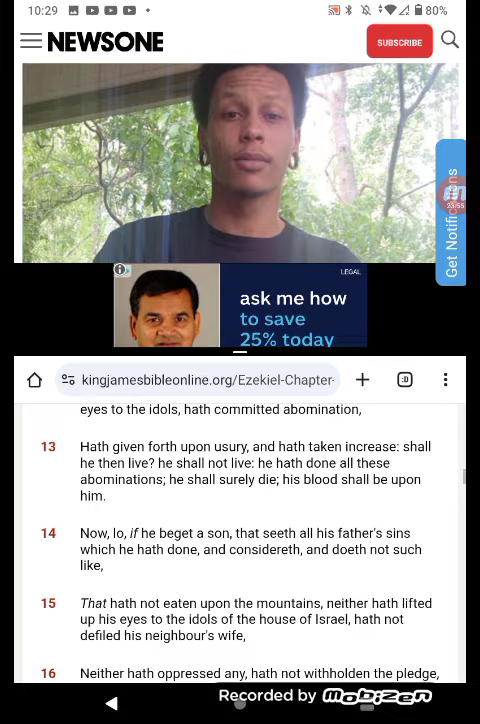 10:29
80%
NEWSONE
SUBSCRIBE
Get Notifications
23:55
LEGAL
ask me how
to save
25% today
kingjamesbibleonline.org/Ezekiel-Chapter-
:D
eyes to the idols, hath committed abomination,
13 Hath given forth upon usury, and hath taken increase: shall
he then live? he shall not live: he hath done all these
abominations; he shall surely die; his blood shall be upon
him.
14 Now, lo, if he beget a son, that seeth all his father's sins
which he hath done, and considereth, and doeth not such
like,
15 That hath not eaten upon the mountains, neither hath lifted
up his eyes to the idols of the house of Israel, hath not
defiled his neighbour's wife,
16 Neither hath oppressed any, hath not withholden the pledge,
Recorded by Mobizen